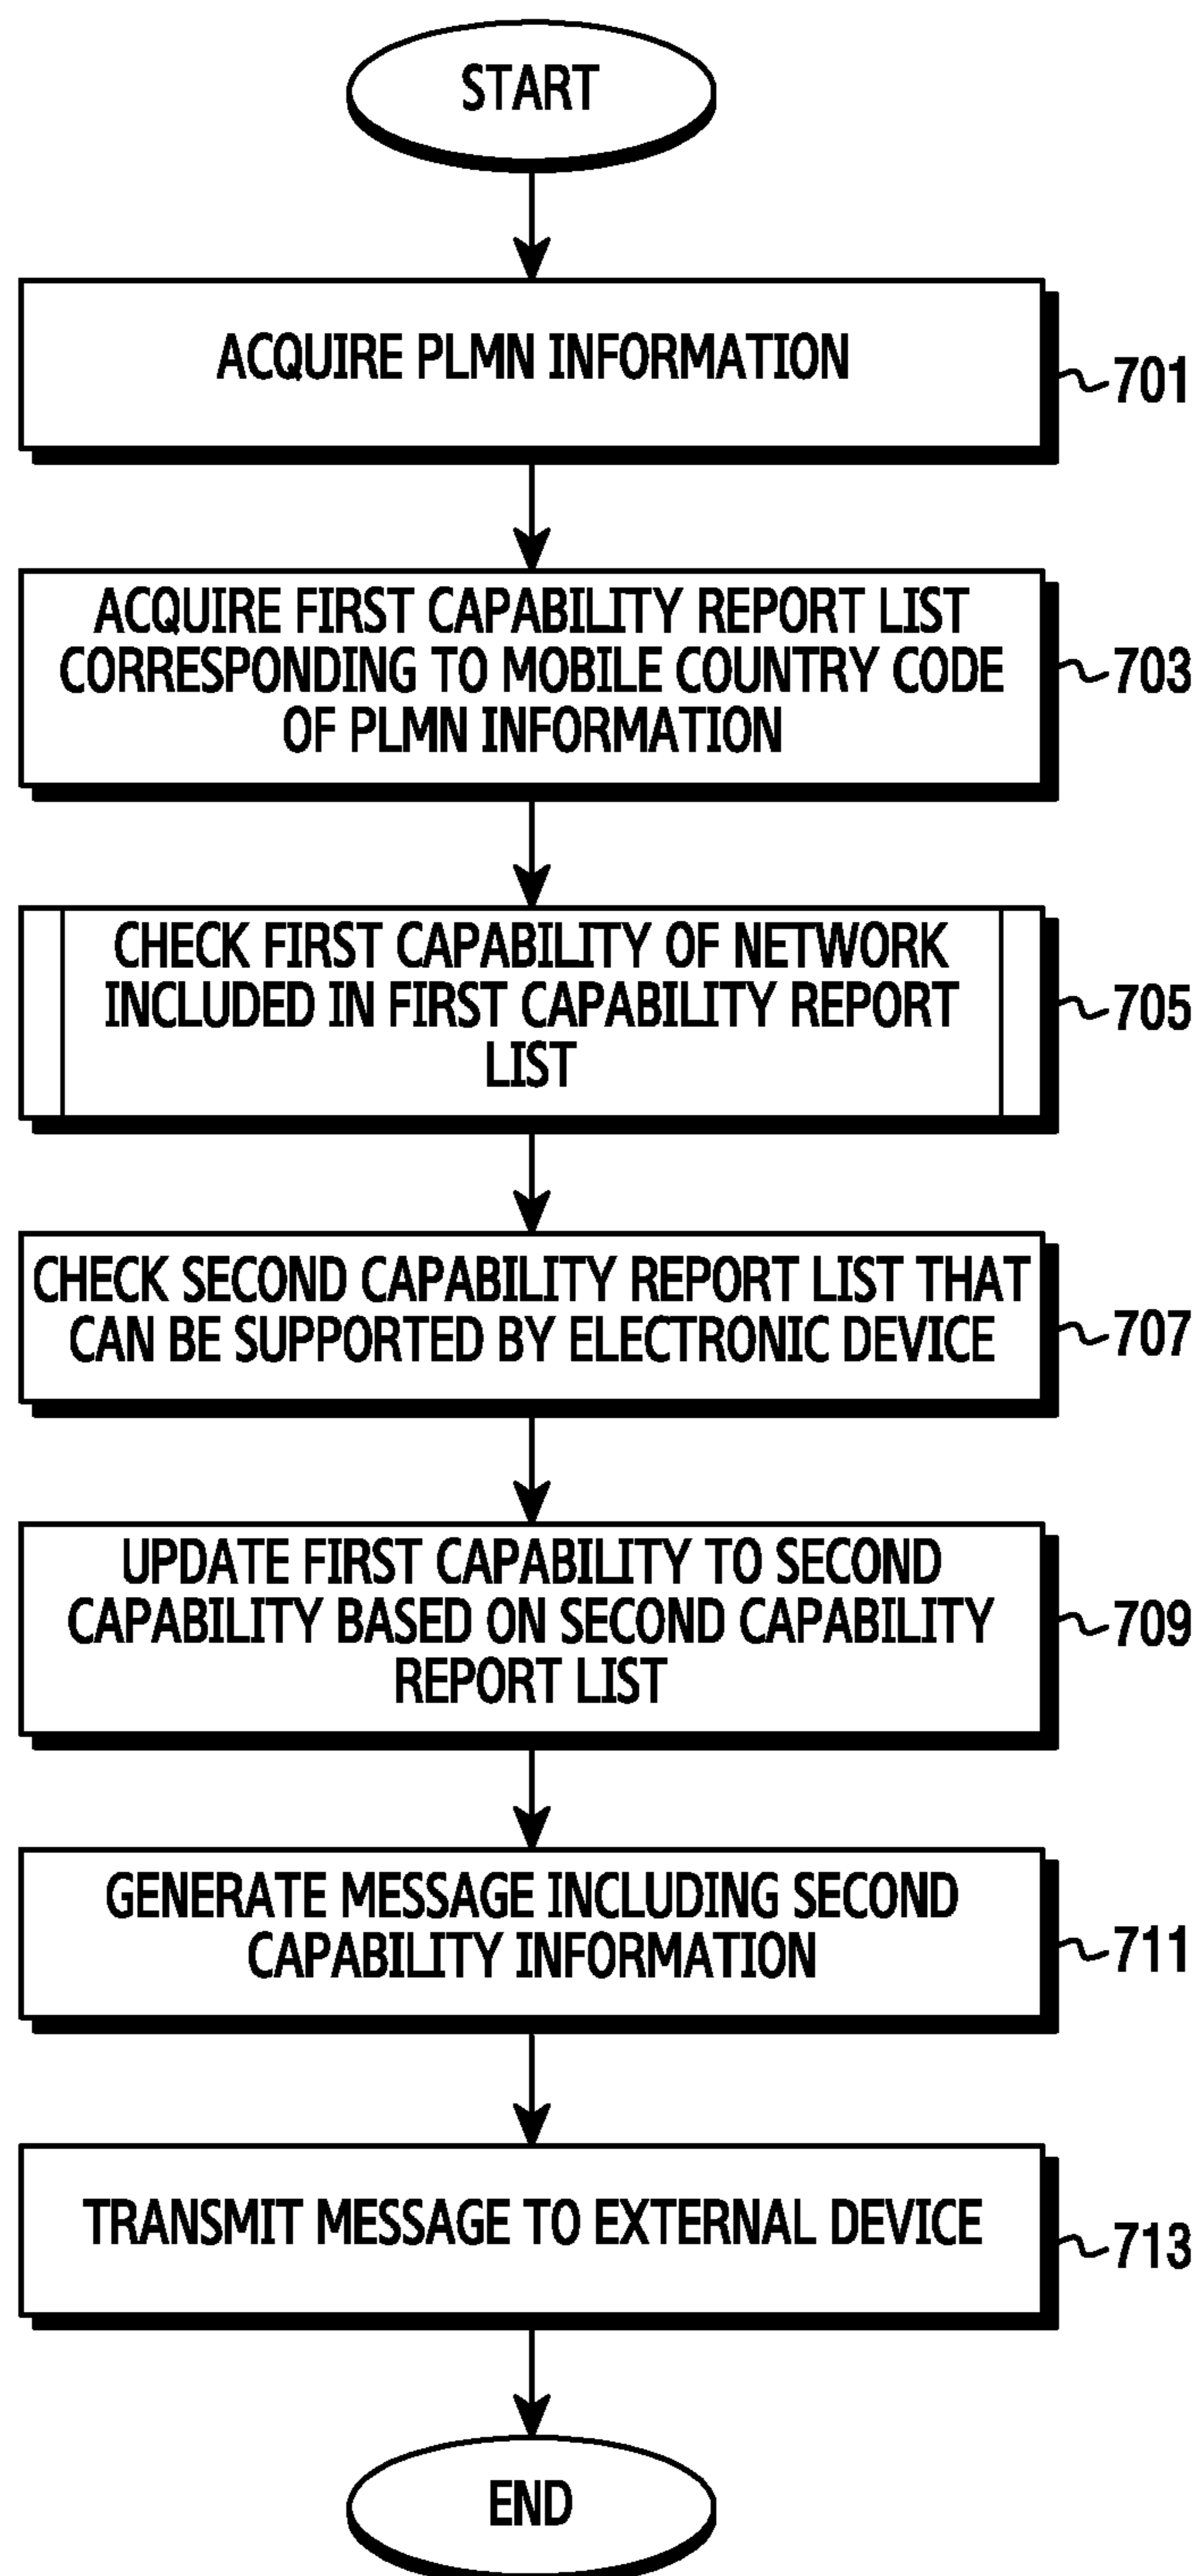 START
ACQUIRE PLMN INFORMATION
701
ACQUIRE FIRST CAPABILITY REPORT LIST
CORRESPONDING TO MOBILE COUNTRY CODE
OF PLMN INFORMATION
703
CHECK FIRST CAPABILITY OF NETWORK
INCLUDED IN FIRST CAPABILITY REPORT
LIST
705
CHECK SECOND CAPABILITY REPORT LIST THAT
CAN BE SUPPORTED BY ELECTRONIC DEVICE
707
UPDATE FIRST CAPABILITY TO SECOND
CAPABILITY BASED ON SECOND CAPABILITY
REPORT LIST
709
GENERATE MESSAGE INCLUDING SECOND
CAPABILITY INFORMATION
711
TRANSMIT MESSAGE TO EXTERNAL DEVICE
713
END